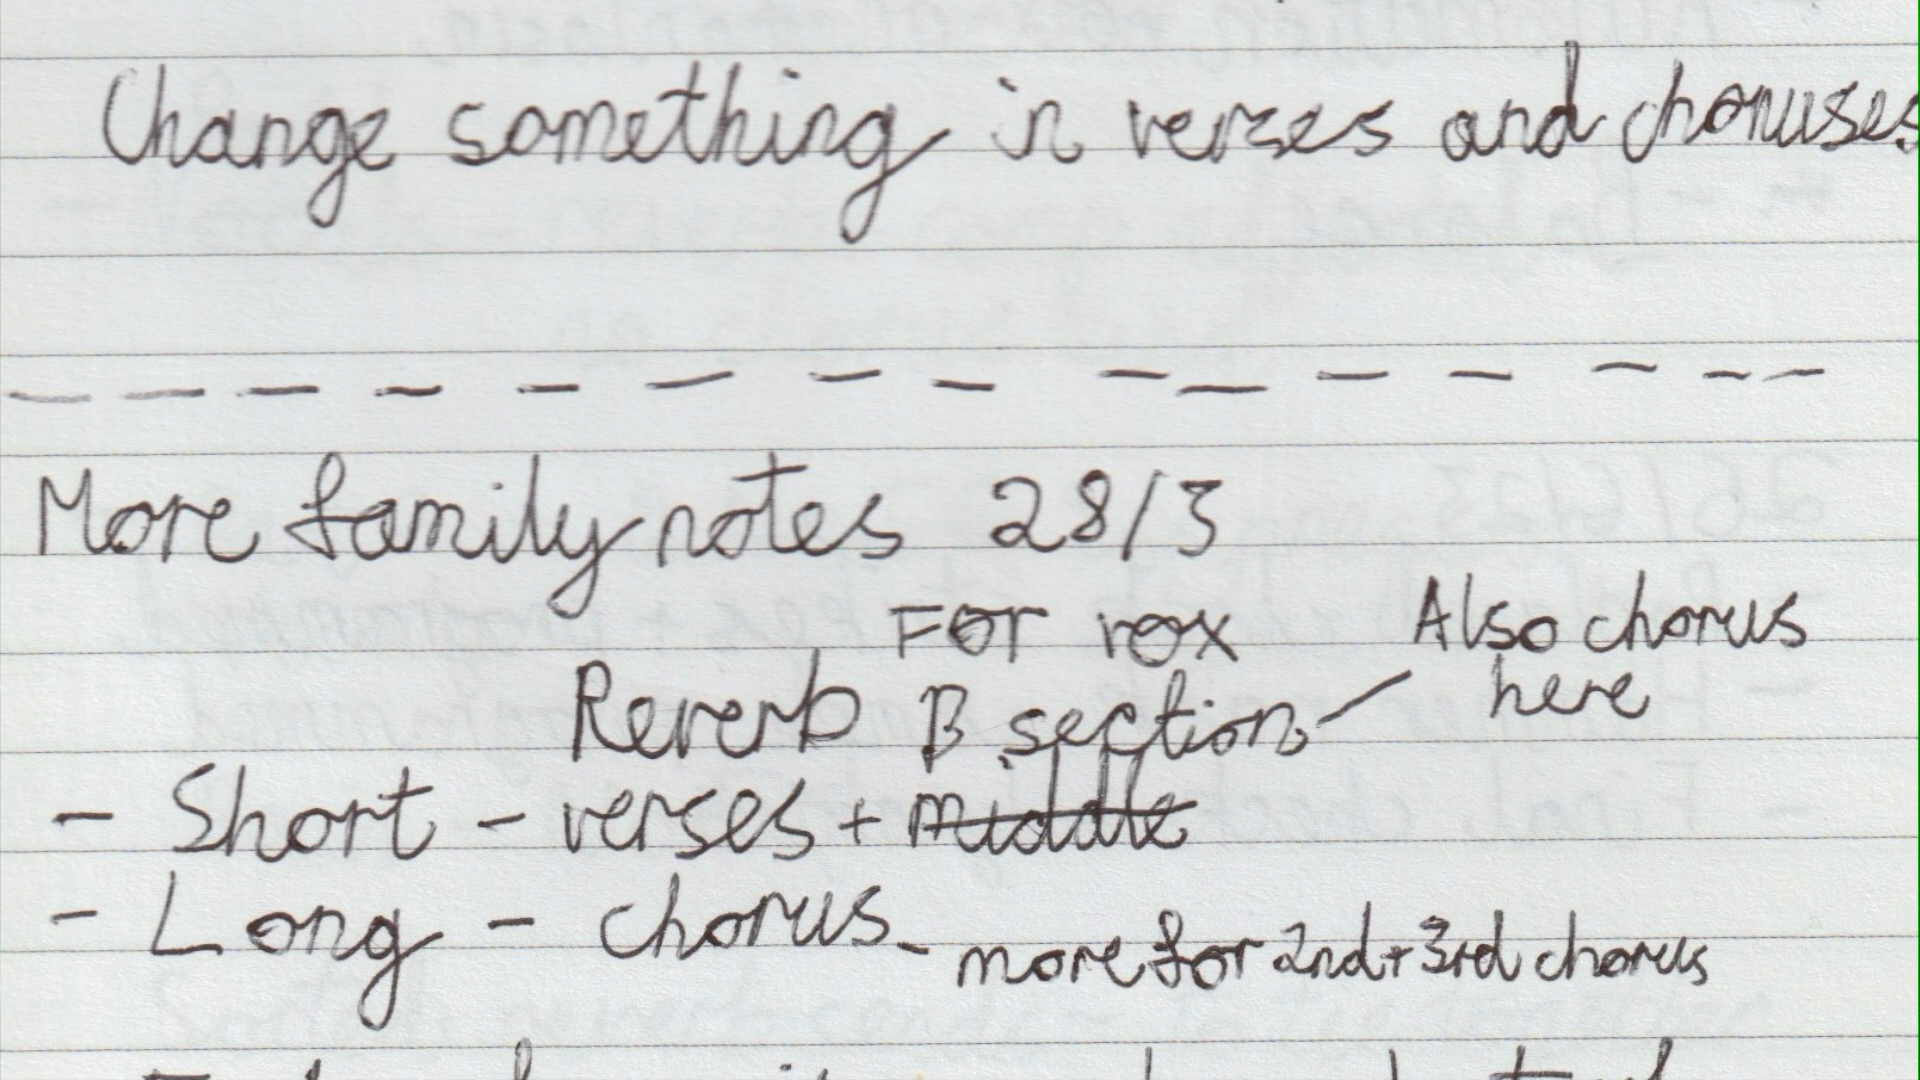 Change something in verses and choruses
More family notes 28/3
For vox
Also chorus
here
Reverb B section
- Short - verses + middle
- Long - chorus - more for 2nd + 3rd chorus